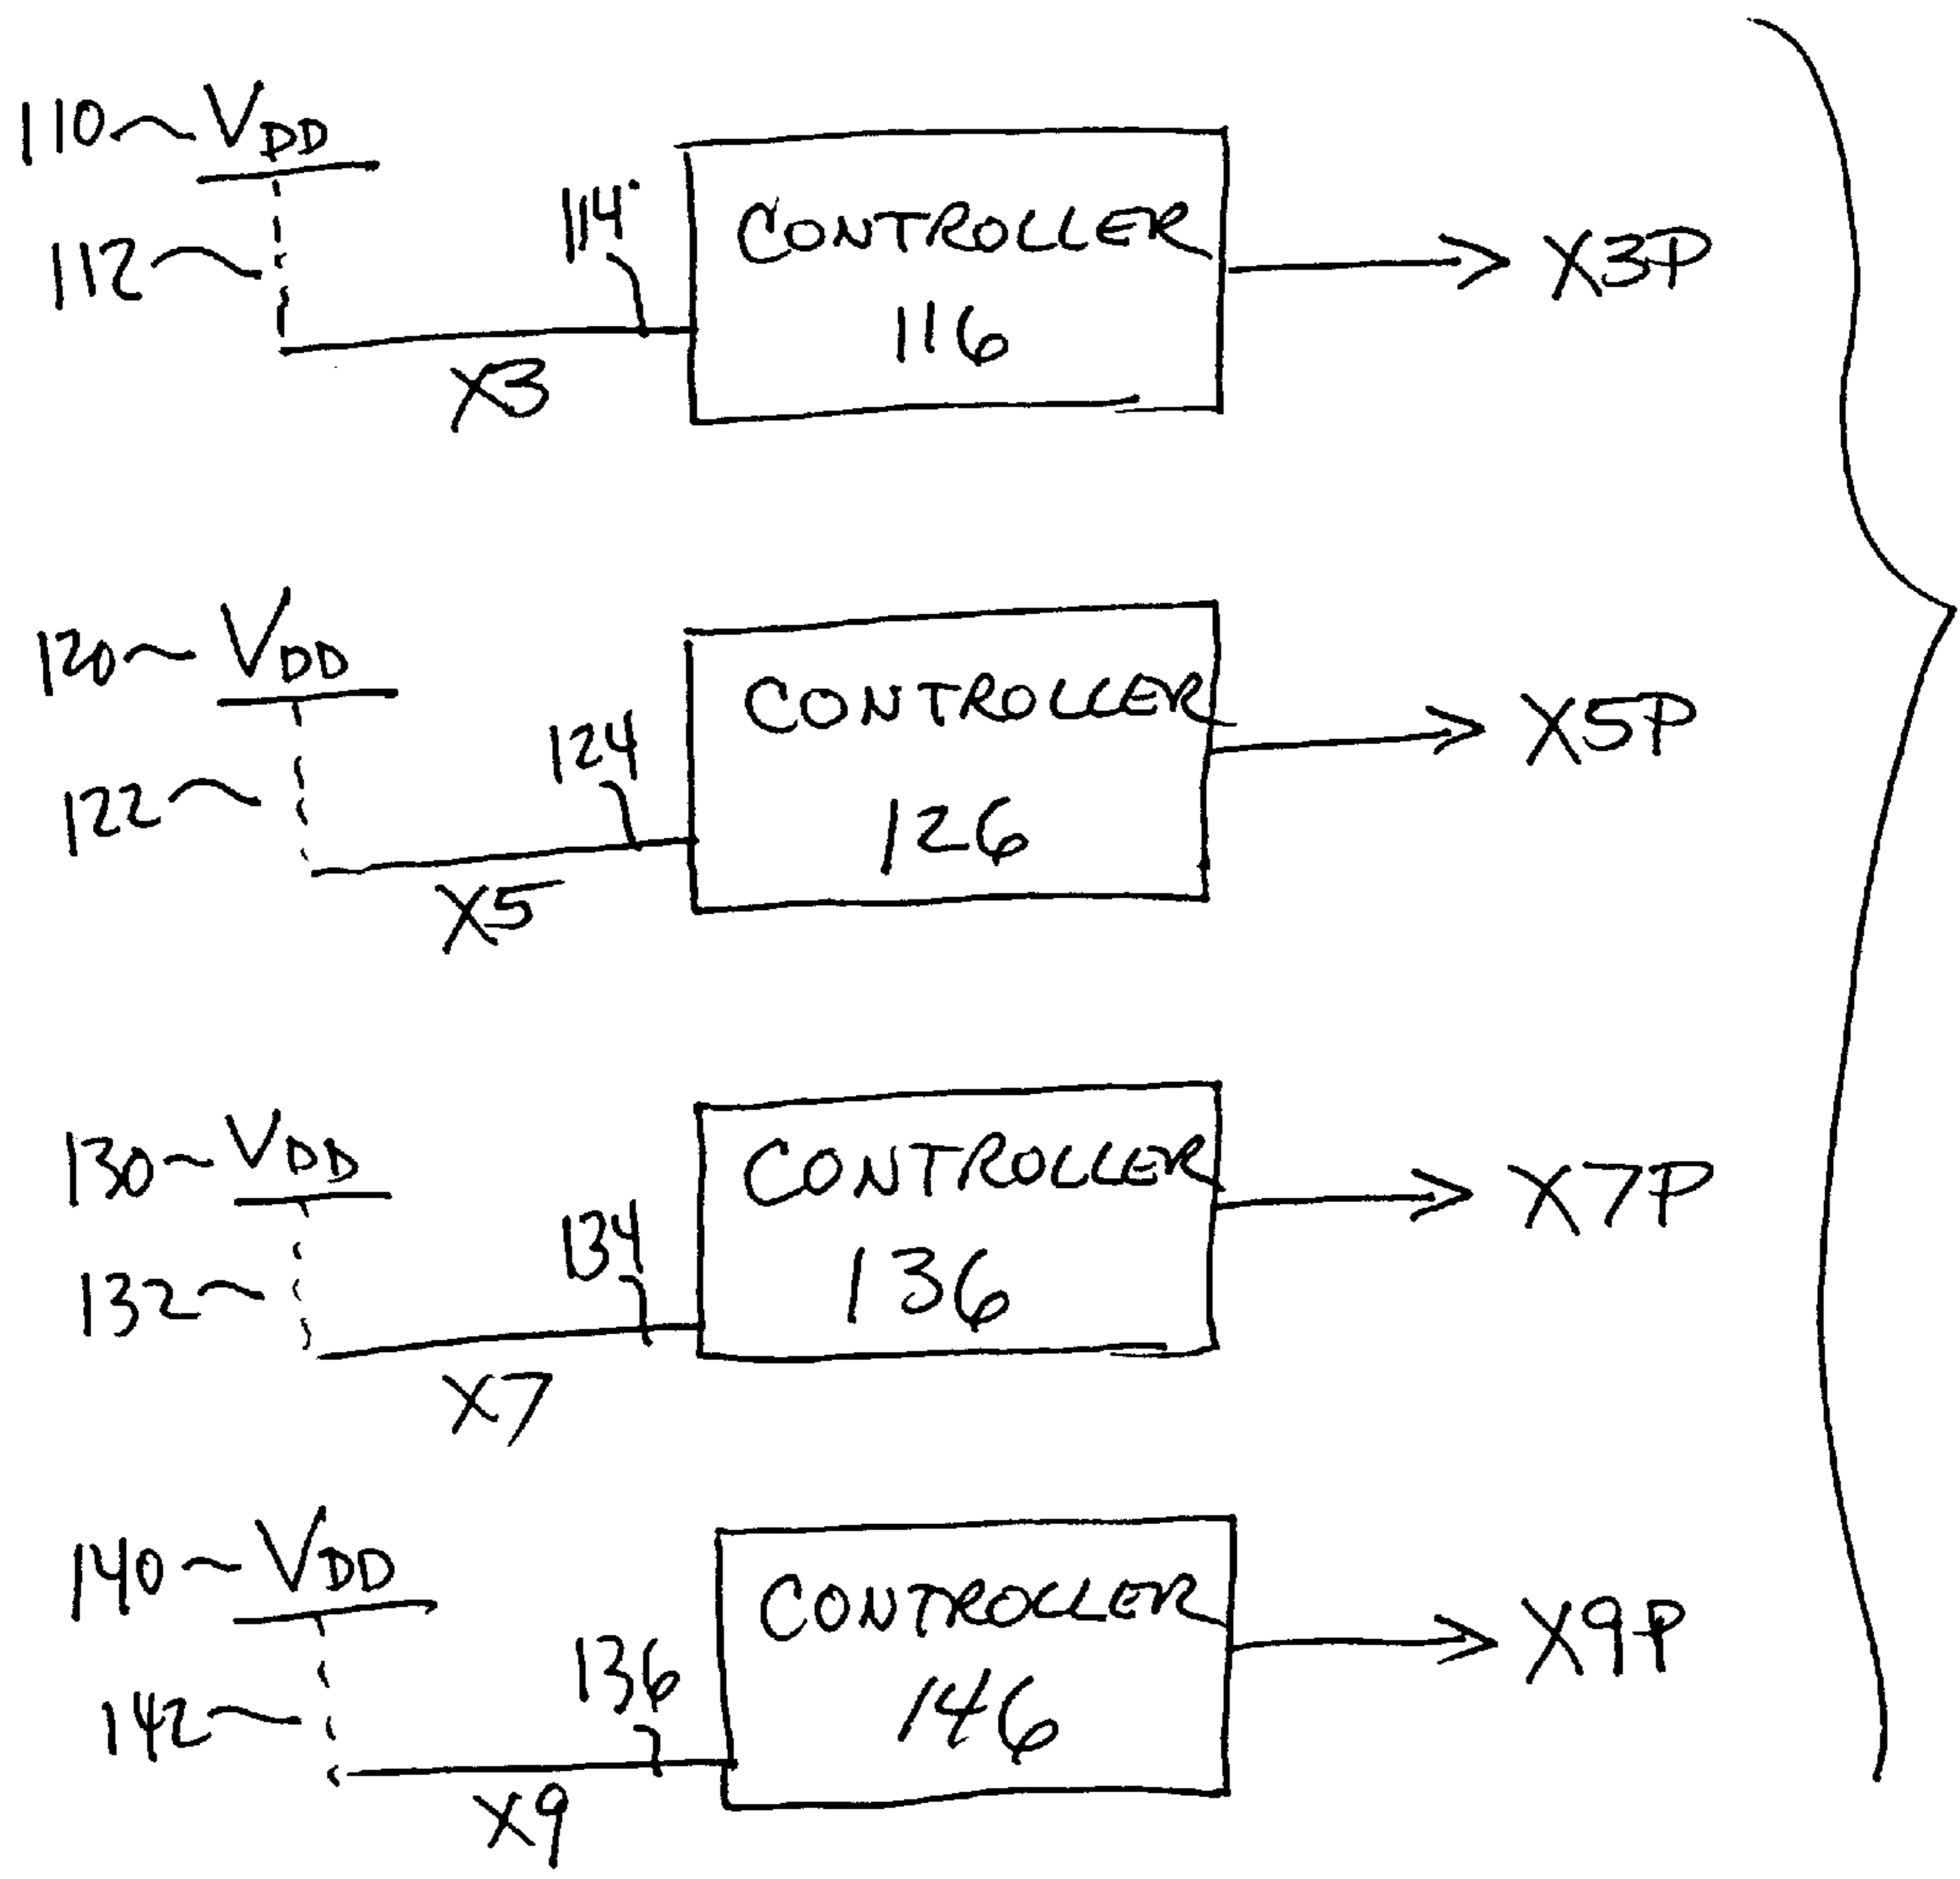 110 VDD
112
114
X3
CONTROLLER
116
X3P
120 VDD
122
124
X5
CONTROLLER
126
X5P
130 VDD
132
134
X7
CONTROLLER
136
X7P
140 VDD
142
136
X9
CONTROLLER
146
X9P